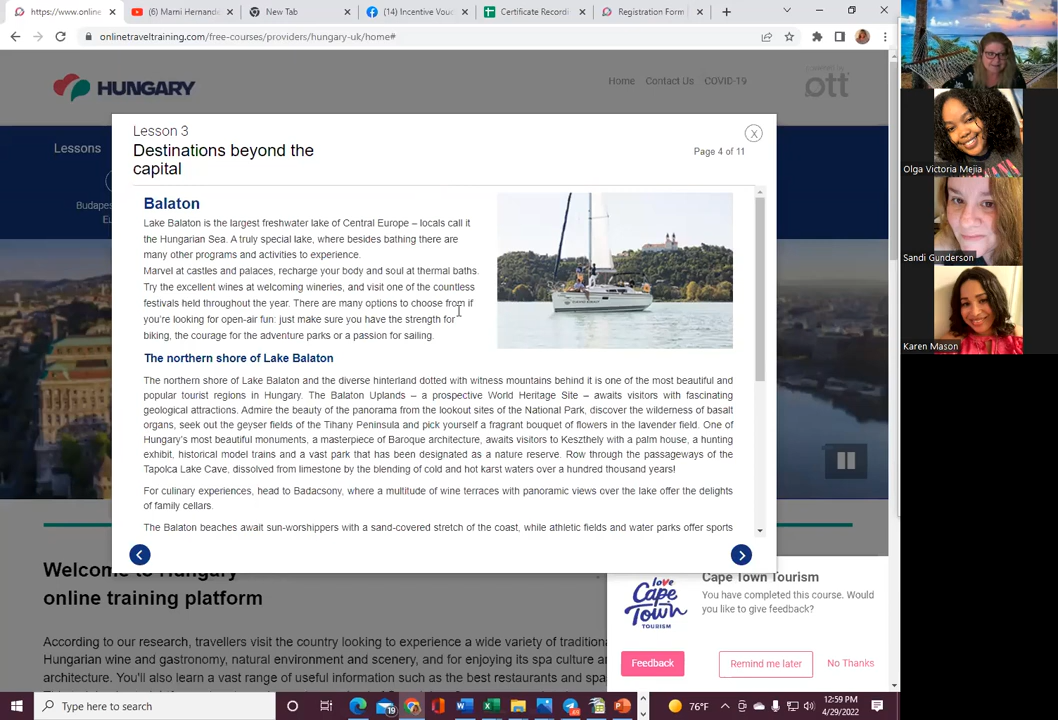 https://www.online
(6) Marni Hernande
New Tab
(14) Incentive Vouc
Certificate Recordi
Registration Form
onlinetraveltraining.com/free-courses/providers/hungary-uk/home#
HUNGARY
Home
Contact Us
COVID-19
powered by
ott
Lessons
Lesson 3
Destinations beyond the
capital
X
Page 4 of 11
Balaton
Lake Balaton is the largest freshwater lake of Central Europe – locals call it
the Hungarian Sea. A truly special lake, where besides bathing there are
many other programs and activities to experience.
Marvel at castles and palaces, recharge your body and soul at thermal baths.
Try the excellent wines at welcoming wineries, and visit one of the countless
festivals held throughout the year. There are many options to choose from if
you're looking for open-air fun: just make sure you have the strength for
biking, the courage for the adventure parks or a passion for sailing.
The northern shore of Lake Balaton
The northern shore of Lake Balaton and the diverse hinterland dotted with witness mountains behind it is one of the most beautiful and
popular tourist regions in Hungary. The Balaton Uplands – a prospective World Heritage Site – awaits visitors with fascinating
geological attractions. Admire the beauty of the panorama from the lookout sites of the National Park, discover the wilderness of basalt
organs, seek out the geyser fields of the Tihany Peninsula and pick yourself a fragrant bouquet of flowers in the lavender field. One of
Hungary's most beautiful monuments, a masterpiece of Baroque architecture, awaits visitors to Keszthely with a palm house, a hunting
exhibit, historical model trains and a vast park that has been designated as a nature reserve. Row through the passageways of the
Tapolca Lake Cave, dissolved from limestone by the blending of cold and hot karst waters over a hundred thousand years!
For culinary experiences, head to Badacsony, where a multitude of wine terraces with panoramic views over the lake offer the delights
of family cellars.
The Balaton beaches await sun-worshippers with a sand-covered stretch of the coast, while athletic fields and water parks offer sports
Budapes
Eu
Welcome to Hungary
online training platform
According to our research, travellers visit the country looking to experience a wide variety of traditiona
Hungarian wine and gastronomy, natural environment and scenery, and for enjoying its spa culture a
architecture. You'll also learn a vast range of useful information such as the best restaurants and spa
love
Cape
Town
TOURISM
Cape Town Tourism
You have completed this course. Would
you like to give feedback?
Feedback
Remind me later
No Thanks
Olga Victoria Mejia
Sandi Gunderson
Karen Mason
Type here to search
19
76°F
12:59 PM
4/29/2022